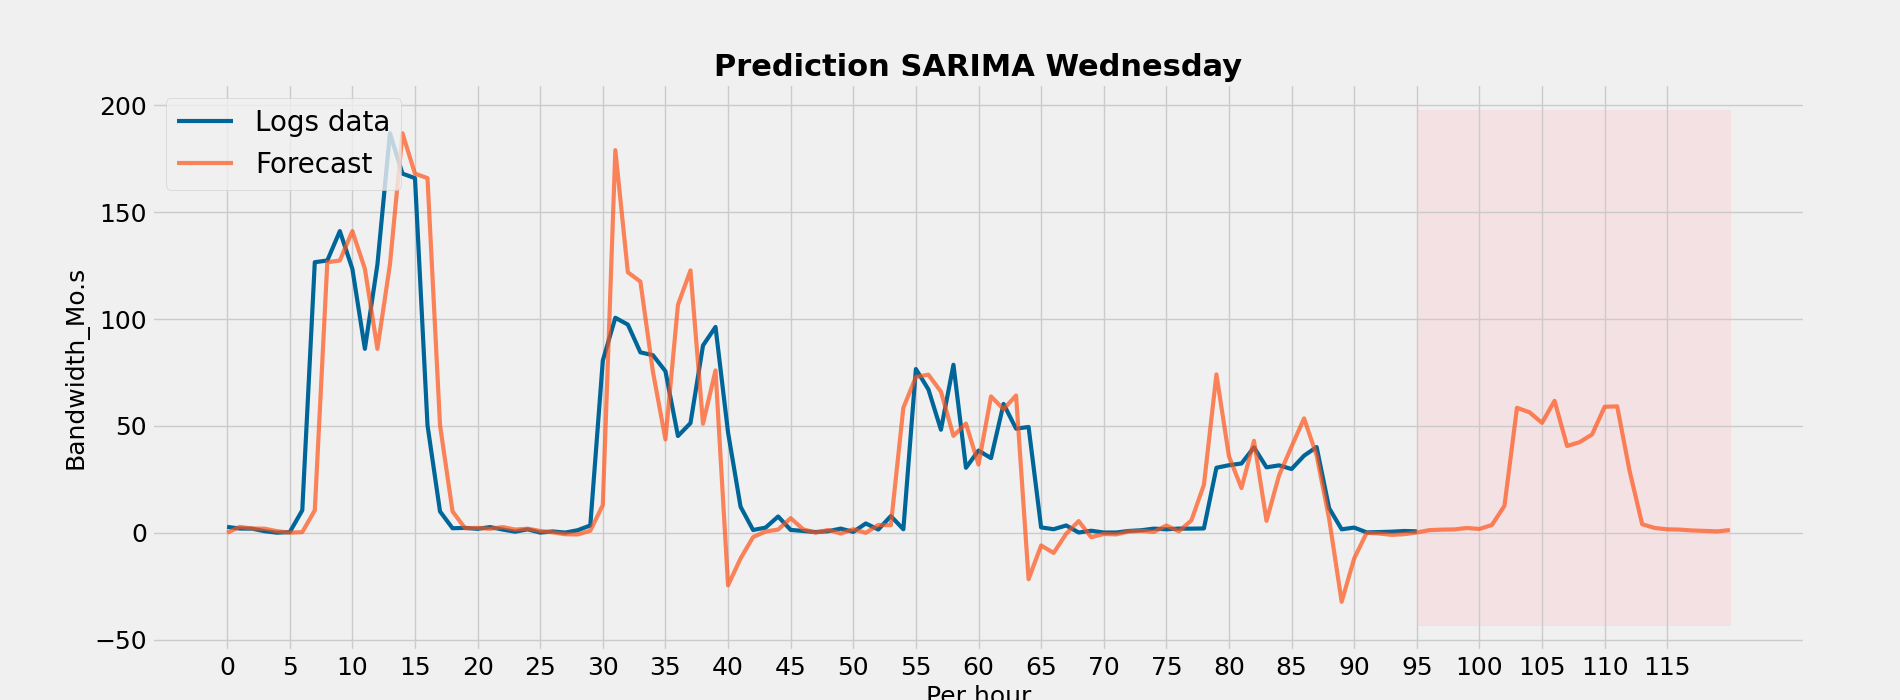 Prediction SARIMA Wednesday
Logs data
Forecast
Bandwidth_Mo.s
200
150
100
50
0
−50
0 5 10 15 20 25 30 35 40 45 50 55 60 65 70 75 80 85 90 95 100 105 110 115
Per hour